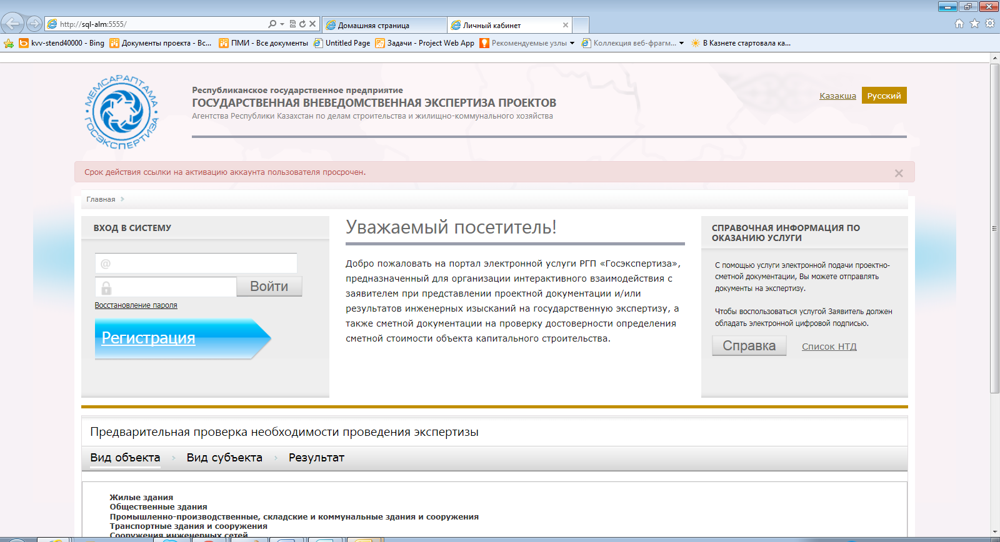 http://sql-alm:5555/
Домашняя страница
Личный кабинет
kvv-stend40000 - Bing
Документы проекта - Вс...
ПМИ - Все документы
Untitled Page
Задачи - Project Web App
Рекомендуемые узлы
Коллекция веб-фрагм...
В Казнете стартовала ка...
МЕМСАРАПТАМА
ГОСЭКСПЕРТИЗА
Республиканское государственное предприятие
ГОСУДАРСТВЕННАЯ ВНЕВЕДОМСТВЕННАЯ ЭКСПЕРТИЗА ПРОЕКТОВ
Агентства Республики Казахстан по делам строительства и жилищно-коммунального хозяйства
Казакша
Русский
Срок действия ссылки на активацию аккаунта пользователя просрочен.
Главная
ВХОД В СИСТЕМУ
@
Войти
Восстановление пароля
Регистрация
Уважаемый посетитель!
Добро пожаловать на портал электронной услуги РГП «Госэкспертиза»,
предназначенный для организации интерактивного взаимодействия с
заявителем при представлении проектной документации и/или
результатов инженерных изысканий на государственную экспертизу, а
также сметной документации на проверку достоверности определения
сметной стоимости объекта капитального строительства.
СПРАВОЧНАЯ ИНФОРМАЦИЯ ПО
ОКАЗАНИЮ УСЛУГИ
С помощью услуги электронной подачи проектно-
сметной документации, Вы можете отправлять
документы на экспертизу.
Чтобы воспользоваться услугой Заявитель должен
обладать электронной цифровой подписью.
Справка
Список НТД
Предварительная проверка необходимости проведения экспертизы
Вид объекта
Вид субъекта
Результат
Жилые здания
Общественные здания
Промышленно-производственные, складские и коммунальные здания и сооружения
Транспортные здания и сооружения
Сооружения инженерных сетей